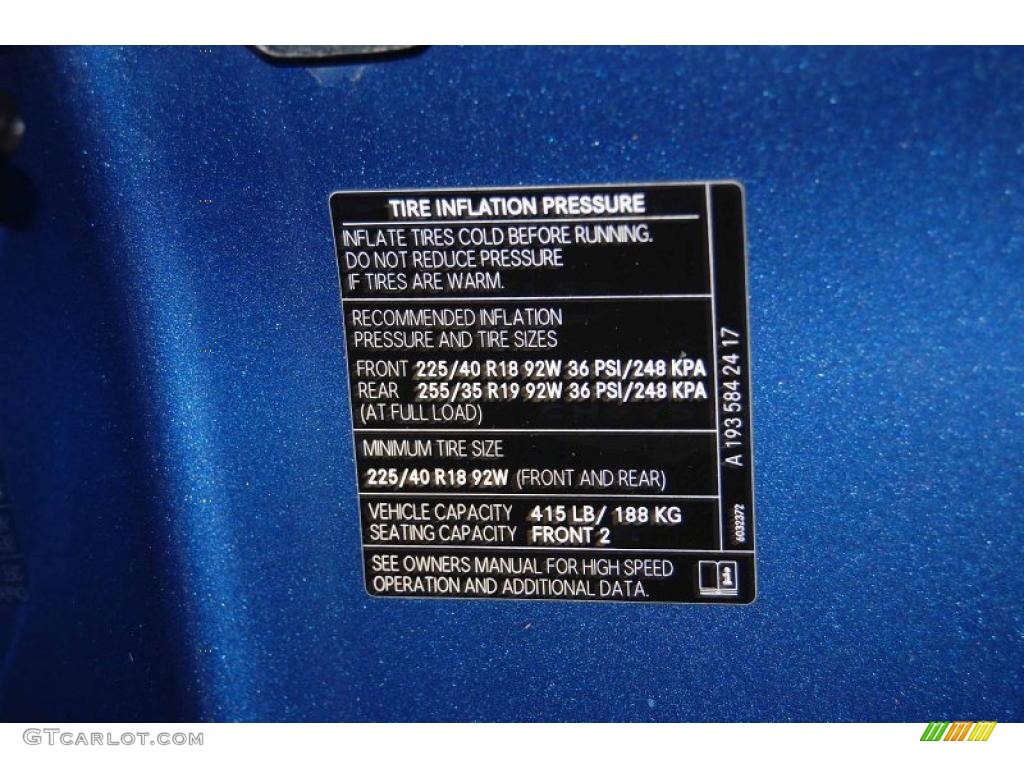 TIRE INFLATION PRESSURE
INFLATE TIRES COLD BEFORE RUNNING.
DO NOT REDUCE PRESSURE
IF TIRES ARE WARM.
RECOMMENDED INFLATION
PRESSURE AND TIRE SIZES
FRONT 225/40 R18 92W 36 PSI/248 KPA
REAR 255/35 R19 92W 36 PSI/248 KPA
(AT FULL LOAD)
MINIMUM TIRE SIZE
225/40 R18 92W (FRONT AND REAR)
VEHICLE CAPACITY 415 LB/ 188 KG
SEATING CAPACITY FRONT 2
SEE OWNERS MANUAL FOR HIGH SPEED
OPERATION AND ADDITIONAL DATA.
A 193 584 24 17
6032372
GTCARLOT.COM